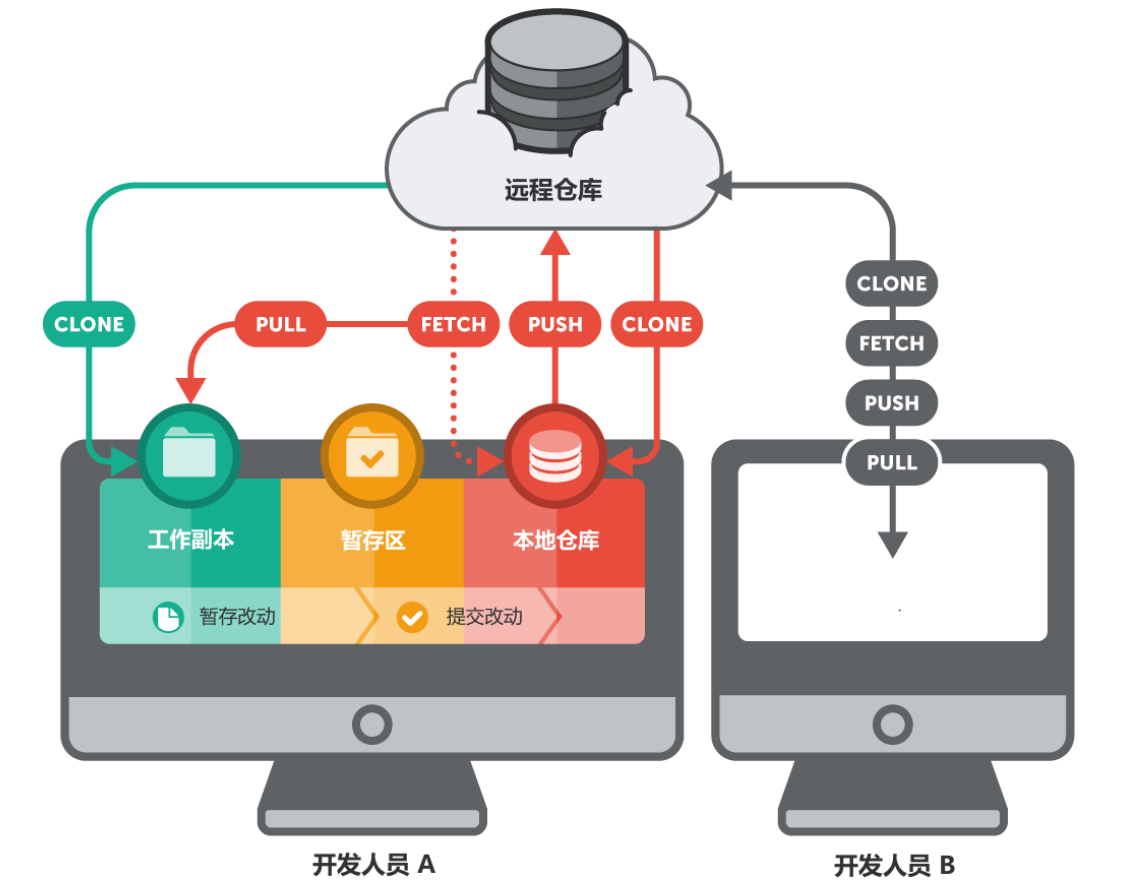 远程仓库
CLONE
PULL
FETCH
PUSH
CLONE
CLONE
FETCH
PUSH
PULL
工作副本
暂存区
本地仓库
暂存改动
提交改动
开发人员 A
开发人员 B